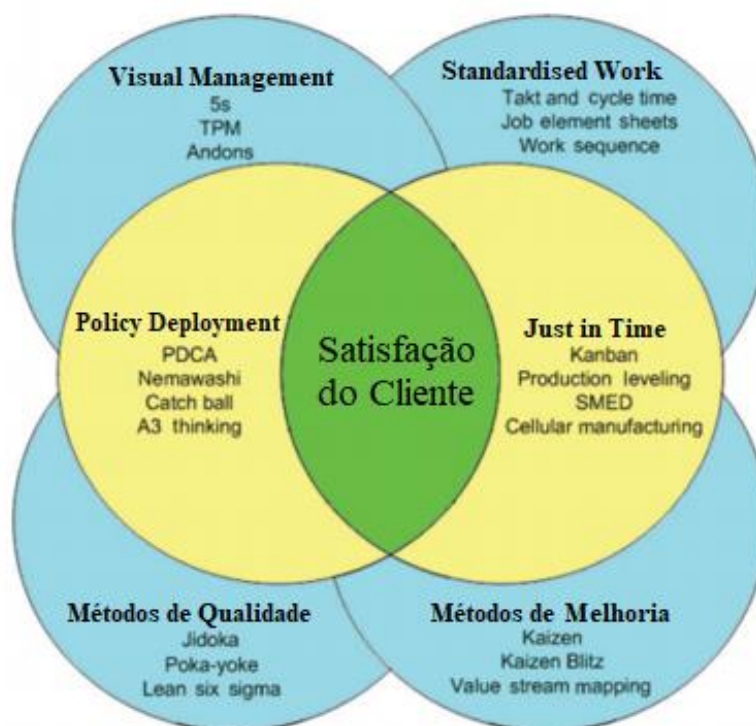 Visual Management
5s
TPM
Andons
Standardised Work
Takt and cycle time
Job element sheets
Work sequence
Policy Deployment
PDCA
Nemawashi
Catch ball
A3 thinking
Satisfação
do Cliente
Just in Time
Kanban
Production leveling
SMED
Cellular manufacturing
Métodos de Qualidade
Jidoka
Poka-yoke
Lean six sigma
Métodos de Melhoria
Kaizen
Kaizen Blitz
Value stream mapping